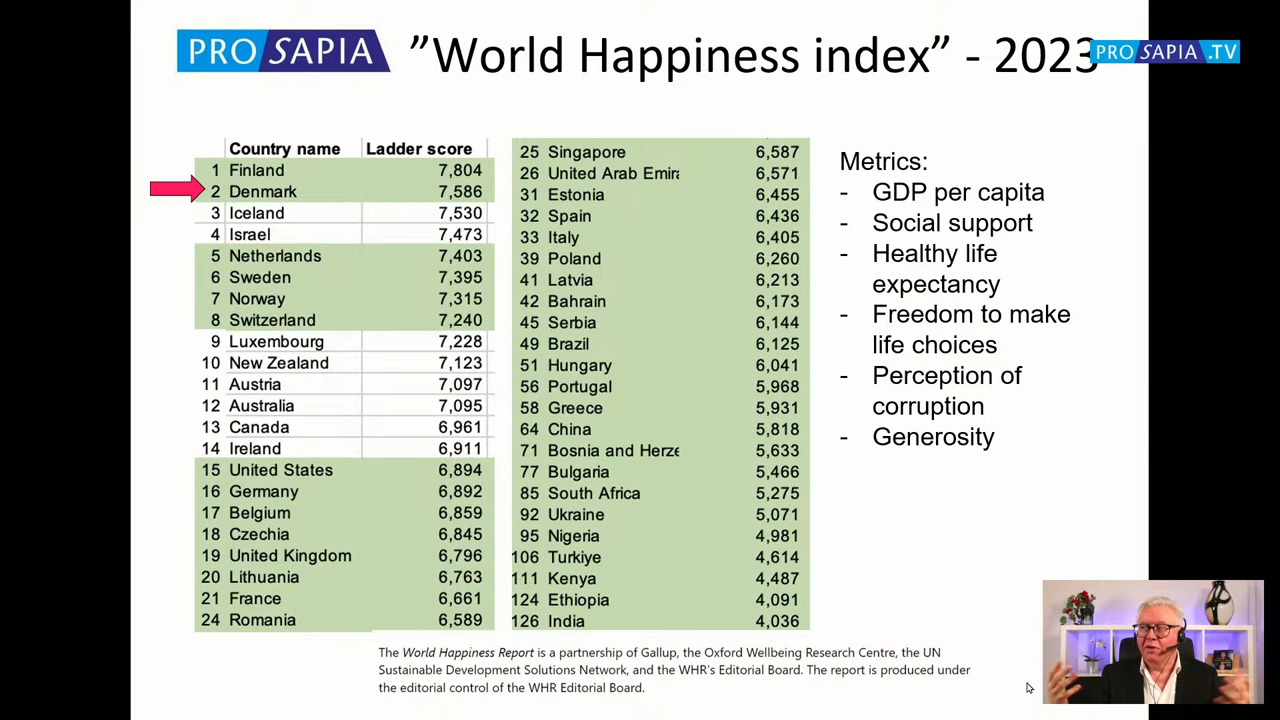 PROSAPIA
”World Happiness index” - 2023
PROSAPIA.TV
Country name Ladder score
1 Finland 7,804
2 Denmark 7,586
3 Iceland 7,530
4 Israel 7,473
5 Netherlands 7,403
6 Sweden 7,395
7 Norway 7,315
8 Switzerland 7,240
9 Luxembourg 7,228
10 New Zealand 7,123
11 Austria 7,097
12 Australia 7,095
13 Canada 6,961
14 Ireland 6,911
15 United States 6,894
16 Germany 6,892
17 Belgium 6,859
18 Czechia 6,845
19 United Kingdom 6,796
20 Lithuania 6,763
21 France 6,661
24 Romania 6,589
25 Singapore 6,587
26 United Arab Emira 6,571
31 Estonia 6,455
32 Spain 6,436
33 Italy 6,405
39 Poland 6,260
41 Latvia 6,213
42 Bahrain 6,173
45 Serbia 6,144
49 Brazil 6,125
51 Hungary 6,041
56 Portugal 5,968
58 Greece 5,931
64 China 5,818
71 Bosnia and Herze 5,633
77 Bulgaria 5,466
85 South Africa 5,275
92 Ukraine 5,071
95 Nigeria 4,981
106 Turkiye 4,614
111 Kenya 4,487
124 Ethiopia 4,091
126 India 4,036
Metrics:
- GDP per capita
- Social support
- Healthy life
expectancy
- Freedom to make
life choices
- Perception of
corruption
- Generosity
The World Happiness Report is a partnership of Gallup, the Oxford Wellbeing Research Centre, the UN
Sustainable Development Solutions Network, and the WHR's Editorial Board. The report is produced under
the editorial control of the WHR Editorial Board.